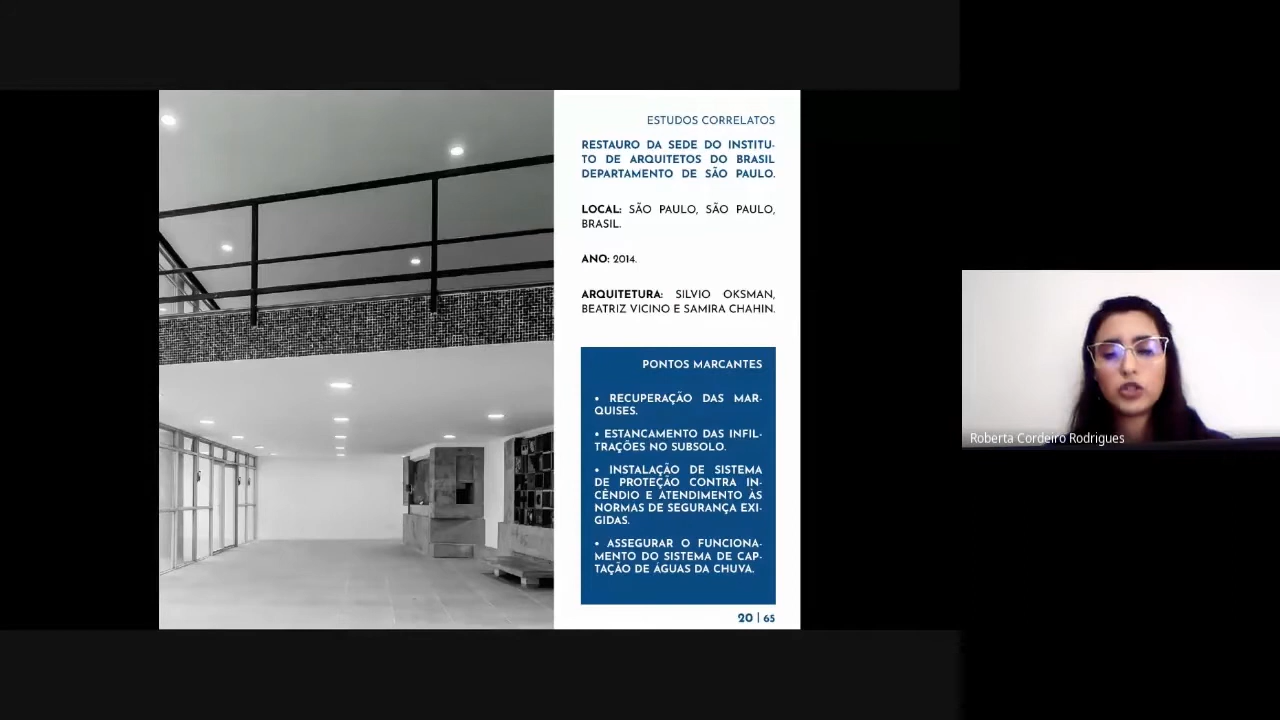 ESTUDOS CORRELATOS
RESTAURO DA SEDE DO INSTITU-
TO DE ARQUITETOS DO BRASIL
DEPARTAMENTO DE SÃO PAULO.
LOCAL: SÃO PAULO, SÃO PAULO,
BRASIL.
ANO: 2014.
ARQUITETURA: SILVIO OKSMAN,
BEATRIZ VICINO E SAMIRA CHAHIN.
PONTOS MARCANTES
• RECUPERAÇÃO DAS MAR-
QUISES.
• ESTANCAMENTO DAS INFIL-
TRAÇÕES NO SUBSOLO.
• INSTALAÇÃO DE SISTEMA
DE PROTEÇÃO CONTRA IN-
CÊNDIO E ATENDIMENTO ÀS
NORMAS DE SEGURANÇA EXI-
GIDAS.
• ASSEGURAR O FUNCIONA-
MENTO DO SISTEMA DE CAP-
TAÇÃO DE ÁGUAS DA CHUVA.
20 | 65
Roberta Cordeiro Rodrigues